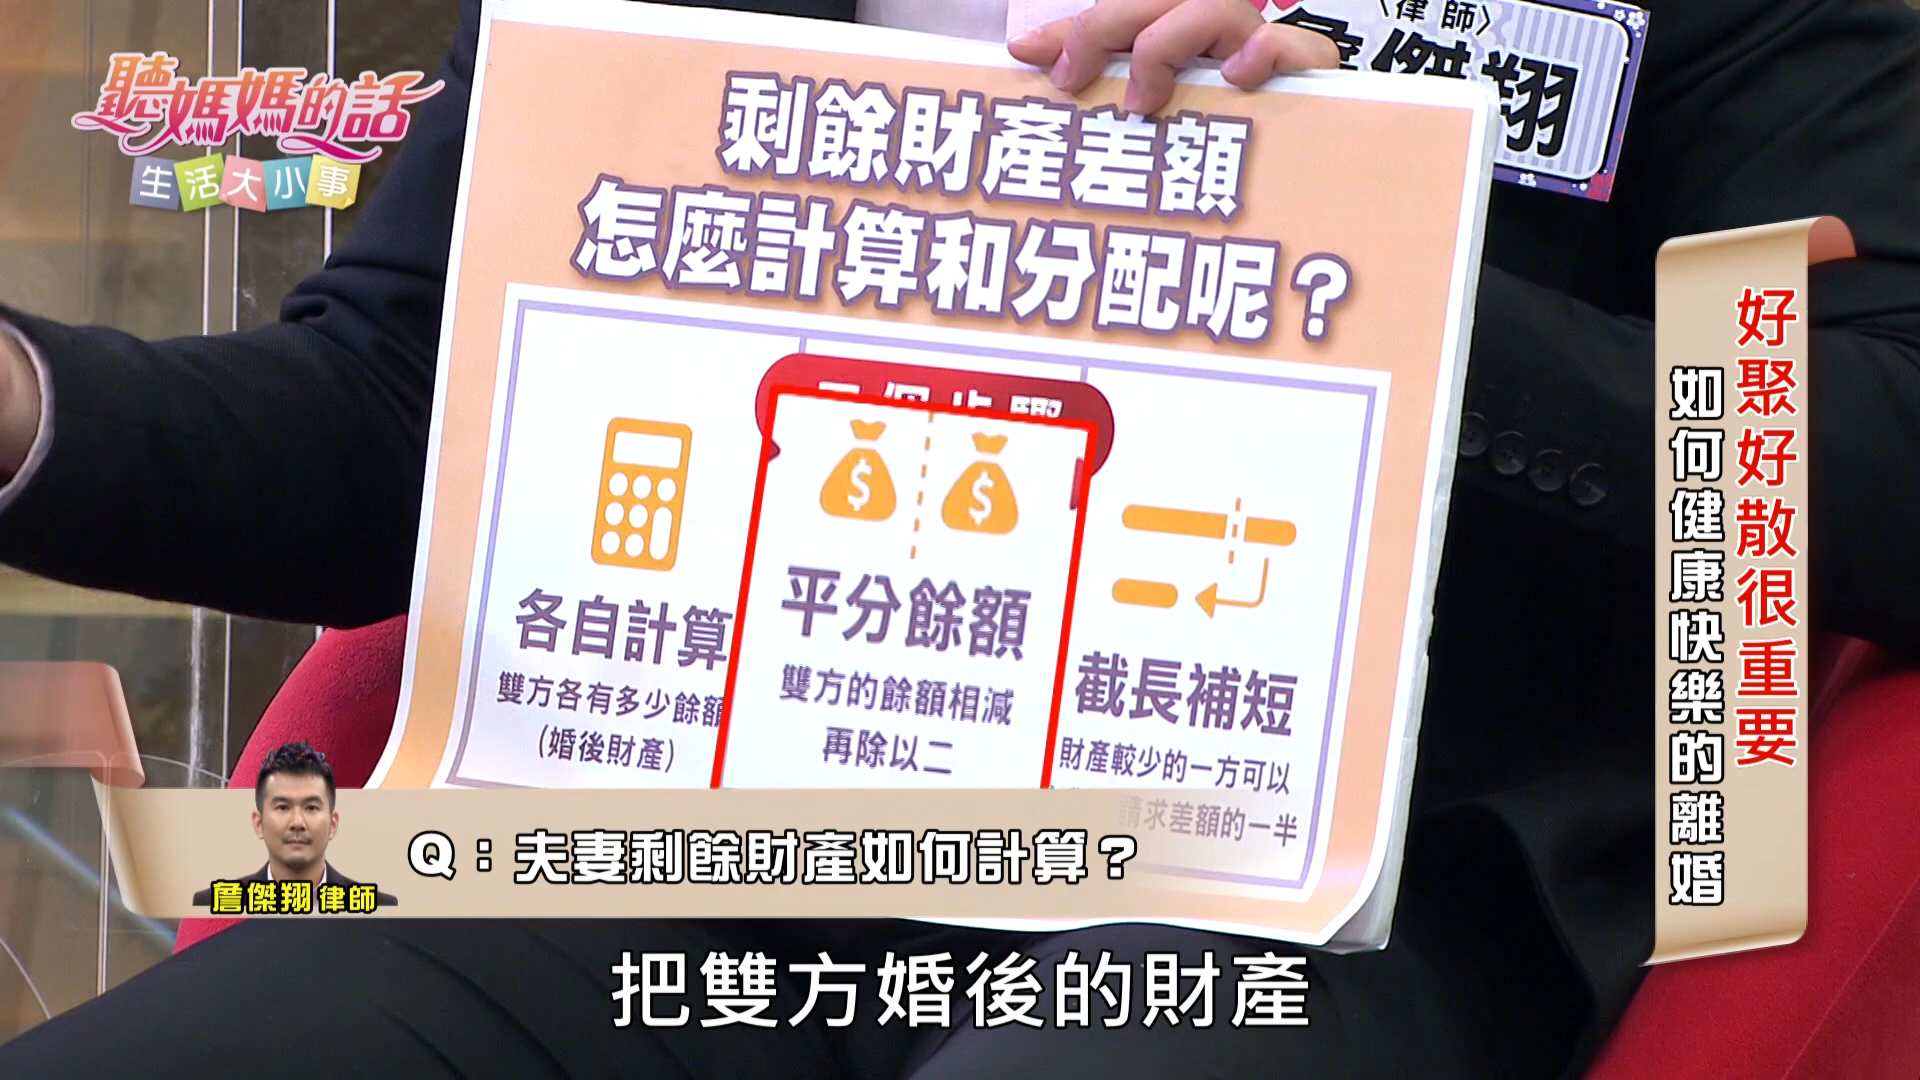 聽媽媽的話
生活大小事
〈律師〉
傑翔
剩餘財產差額
怎麼計算和分配呢？
個步驟
各自計算
雙方各有多少餘額
(婚後財產)
平分餘額
雙方的餘額相減
再除以二
截長補短
財產較少的一方可以
請求差額的一半
好聚好散很重要
如何健康快樂的離婚
Q：夫妻剩餘財產如何計算？
詹傑翔 律師
把雙方婚後的財產